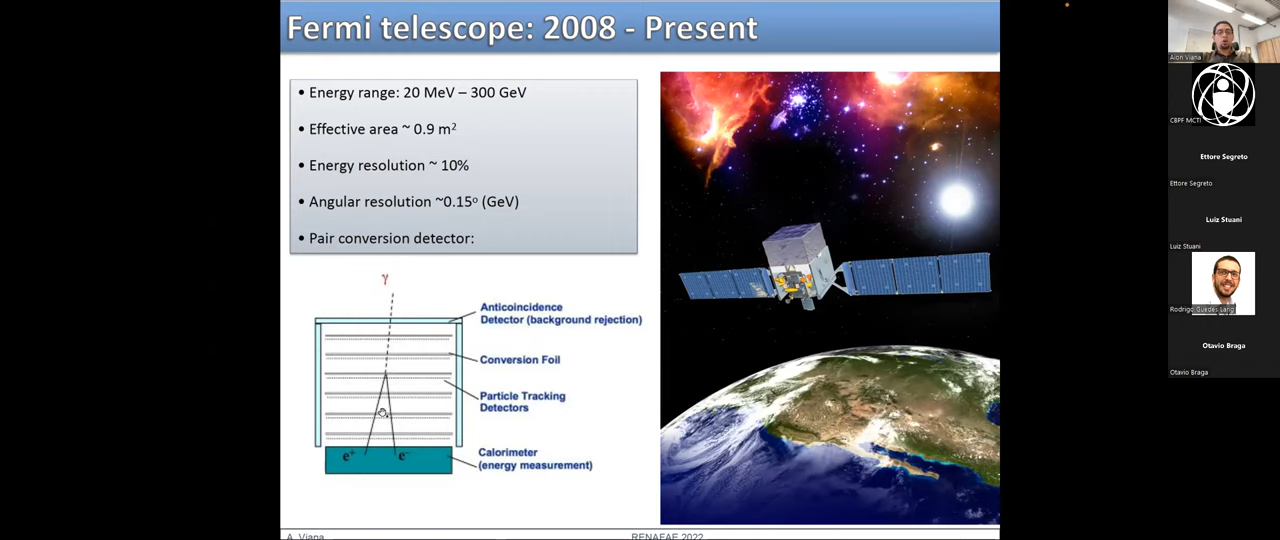 Fermi telescope: 2008 - Present
• Energy range: 20 MeV – 300 GeV
• Effective area ~ 0.9 m²
• Energy resolution ~ 10%
• Angular resolution ~0.15º (GeV)
• Pair conversion detector:
γ
Anticoincidence
Detector (background rejection)
Conversion Foil
Particle Tracking
Detectors
Calorimeter
(energy measurement)
e⁺ e⁻
A. Viana
RENAFAE 2022
Aion Viana
CBPF MCTI
Ettore Segreto
Ettore Segreto
Luiz Stuani
Luiz Stuani
Rodrigo Guedes Lang
Otavio Braga
Otavio Braga